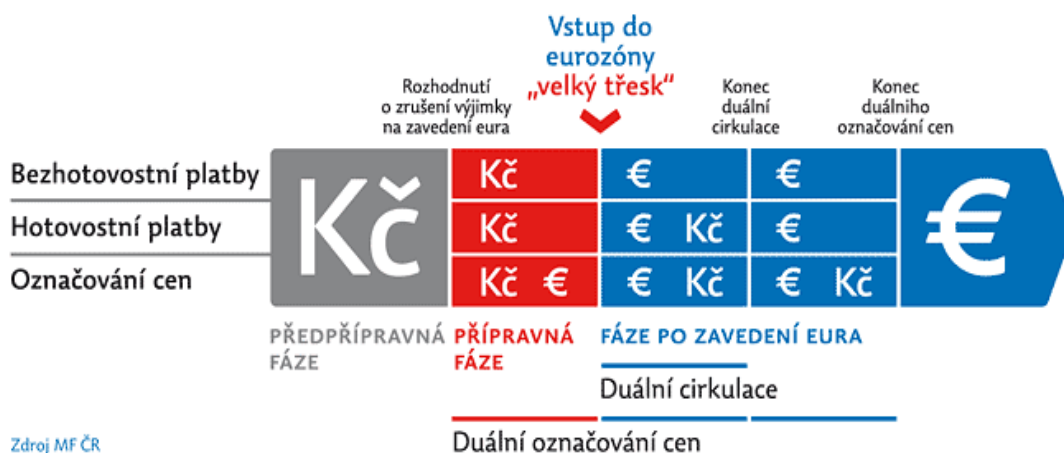 Vstup do
eurozóny
„velký třesk“
Rozhodnutí
o zrušení výjimky
na zavedení eura
Konec
duální
cirkulace
Konec
duálního
označování cen
Bezhotovostní platby
Kč
€
€
Hotovostní platby
Kč
€ Kč
€
Označování cen
Kč €
€ Kč
€ Kč
Kč
€
PŘEDPŘÍPRAVNÁ
FÁZE
PŘÍPRAVNÁ
FÁZE
FÁZE PO ZAVEDENÍ EURA
Duální cirkulace
Duální označování cen
Zdroj MF ČR